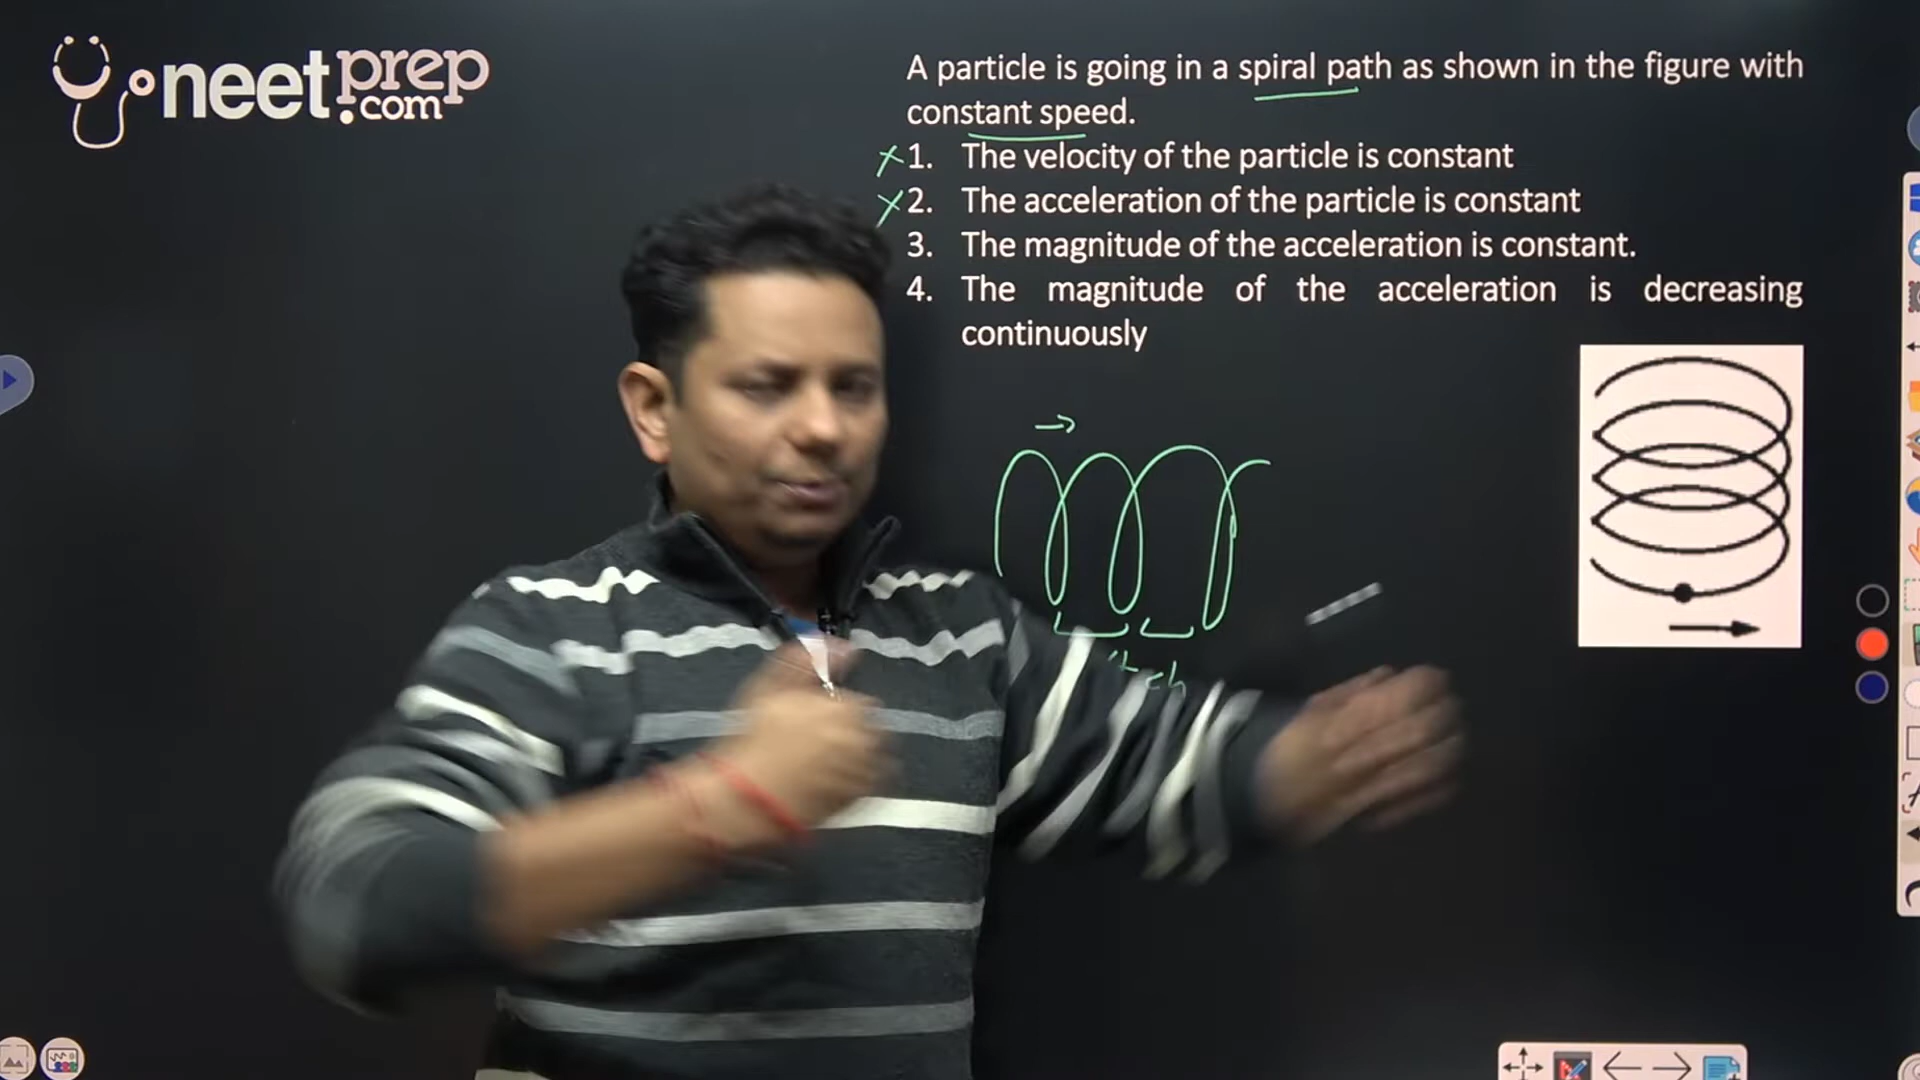 neetprep
.com
A particle is going in a spiral path as shown in the figure with
constant speed.
1. The velocity of the particle is constant
2. The acceleration of the particle is constant
3. The magnitude of the acceleration is constant.
4. The magnitude of the acceleration is decreasing
continuously